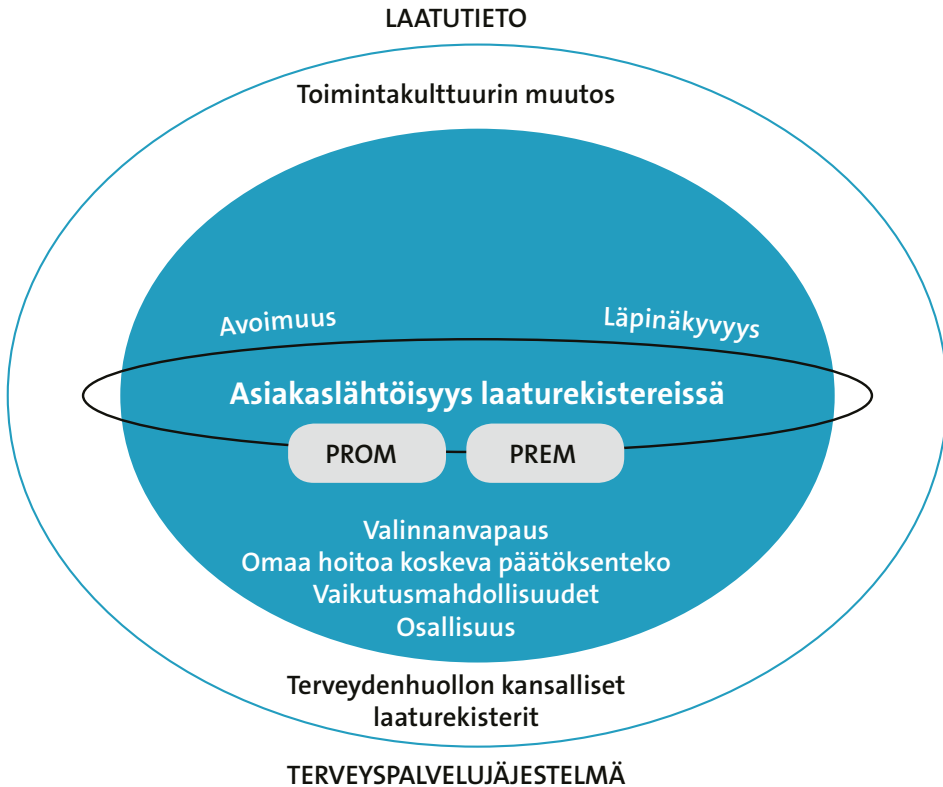 LAATUTIETO
Toimintakulttuurin muutos
Avoimuus
Läpinäkyvyys
Asiakaslähtöisyys laaturekistereissä
PROM
PREM
Valinnanvapaus
Omaa hoitoa koskeva päätöksenteko
Vaikutusmahdollisuudet
Osallisuus
Terveydenhuollon kansalliset
laaturekisterit
TERVEYSPALVELUJÄJESTELMÄ